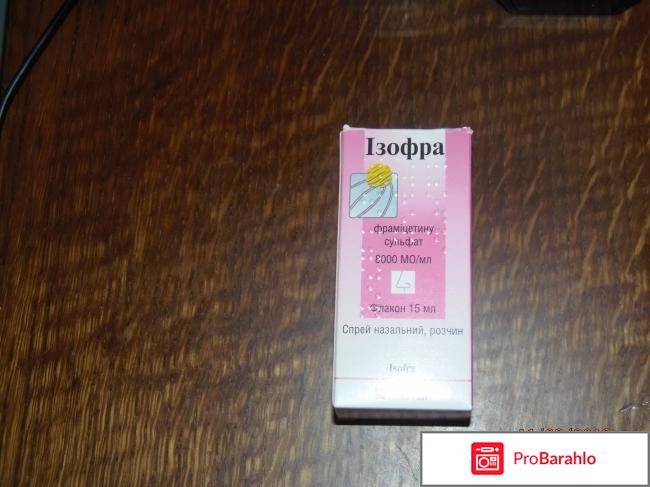 Ізофра
фраміцетину
сульфат
8000 МО/мл
Флакон 15 мл
Спрей назальний, розчин
Isofra
ProBarahlo